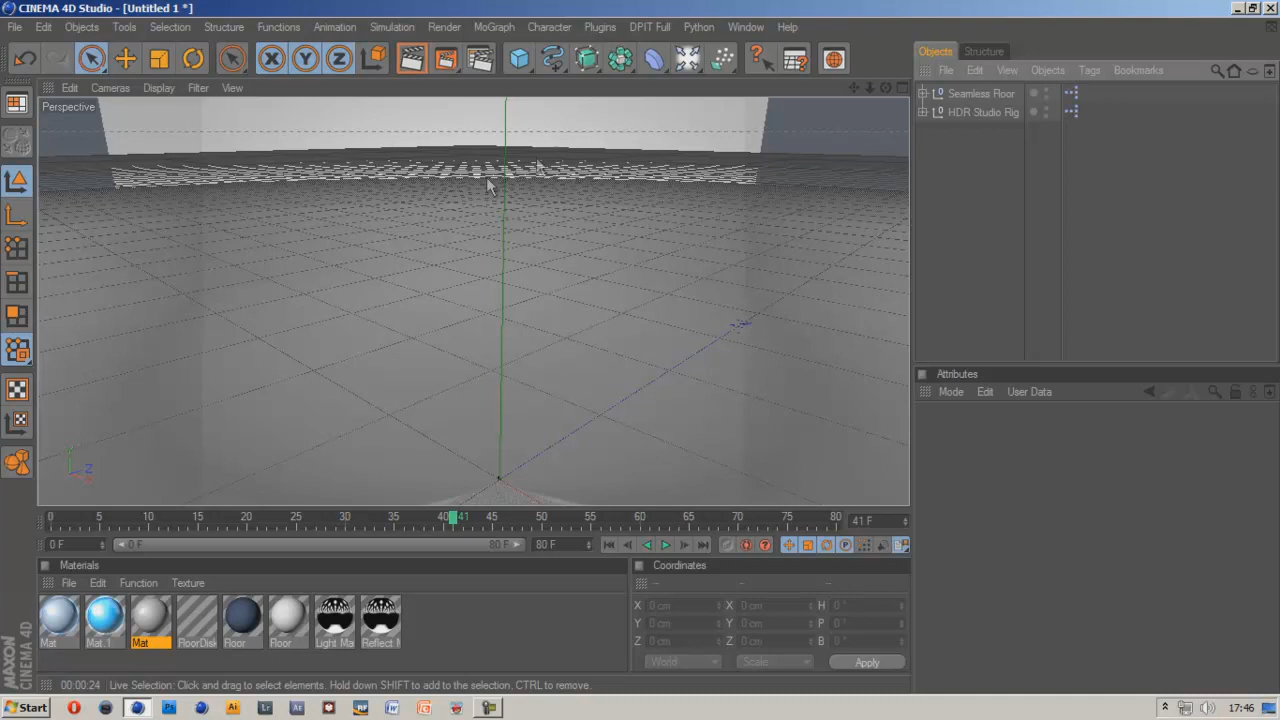 CINEMA 4D Studio - [Untitled 1 *]
File Edit Objects Tools Selection Structure Functions Animation Simulation Render MoGraph Character Plugins DPIT Full Python Window Help
Edit Cameras Display Filter View
Perspective
Objects Structure
File Edit View Objects Tags Bookmarks
Seamless Floor
HDR Studio Rig
Attributes
Mode Edit User Data
Y
Z
X
0 5 10 15 20 25 30 35 40 41 45 50 55 60 65 70 75 80 41 F
0 F 0 F 80 F 80 F
Materials
File Edit Function Texture
Mat Mat.1 Mat FloorDisk Floor Floor Light Ma Reflect M
Coordinates
-- -- --
X 0 cm X 0 cm H 0 °
Y 0 cm Y 0 cm P 0 °
Z 0 cm Z 0 cm B 0 °
World Scale Apply
MAXON
CINEMA 4D
00:00:24 Live Selection: Click and drag to select elements. Hold down SHIFT to add to the selection, CTRL to remove.
Start 17:46